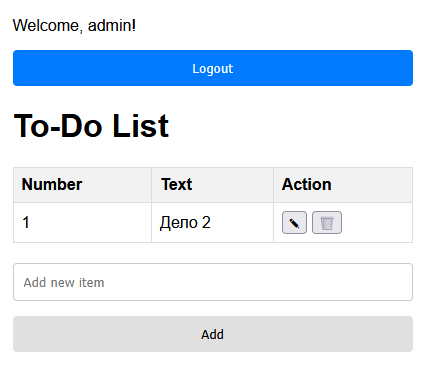 Welcome, admin!
Logout
To-Do List
Number Text Action
1 Дело 2
Add new item
Add